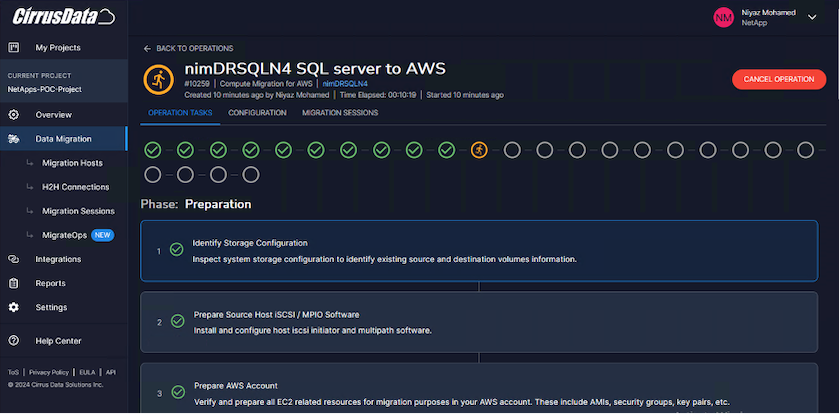 CirrusData
NM
Niyaz Mohamed
NetApp
My Projects
CURRENT PROJECT
NetApps-POC-Project
Overview
Data Migration
Migration Hosts
H2H Connections
Migration Sessions
MigrateOps NEW
Integrations
Reports
Settings
Help Center
ToS | Privacy Policy | EULA | API
© 2024 Cirrus Data Solutions Inc.
BACK TO OPERATIONS
nimDRSQLN4 SQL server to AWS
#10259 | Compute Migration for AWS | nimDRSQLN4
Created 10 minutes ago by Niyaz Mohamed | Time Elapsed: 00:10:19 | Started 10 minutes ago
CANCEL OPERATION
OPERATION TASKS CONFIGURATION MIGRATION SESSIONS
Phase: Preparation
1 Identify Storage Configuration
Inspect system storage configuration to identify existing source and destination volumes information.
2 Prepare Source Host iSCSI / MPIO Software
Install and configure host iscsi initiator and multipath software.
3 Prepare AWS Account
Verify and prepare all EC2 related resources for migration purposes in your AWS account. These include AMIs, security groups, key pairs, etc.